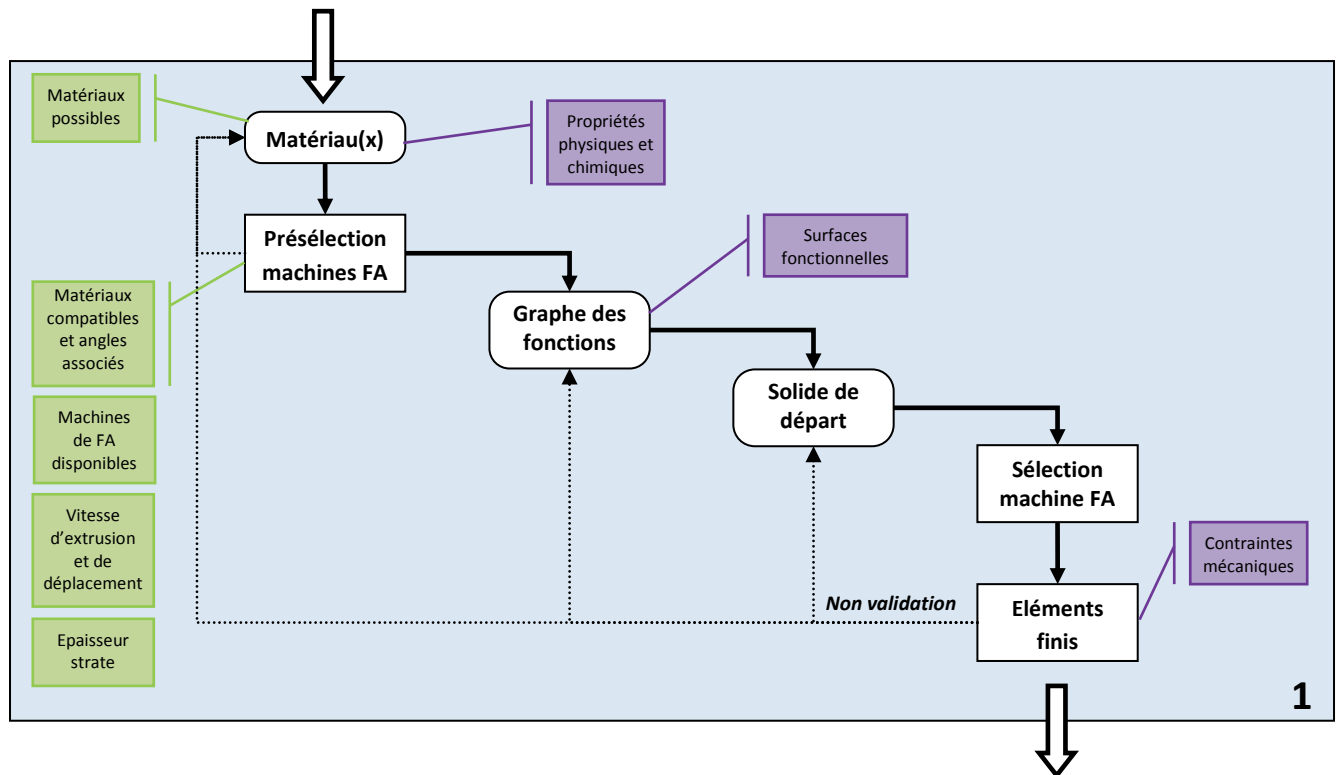 Matériaux
possibles
Matériau(x)
Propriétés
physiques et
chimiques
Présélection
machines FA
Surfaces
fonctionnelles
Matériaux
compatibles
et angles
associés
Graphe des
fonctions
Solide de
départ
Machines
de FA
disponibles
Sélection
machine FA
Vitesse
d'extrusion
et de
déplacement
Contraintes
mécaniques
Non validation
Eléments
finis
Epaisseur
strate
1